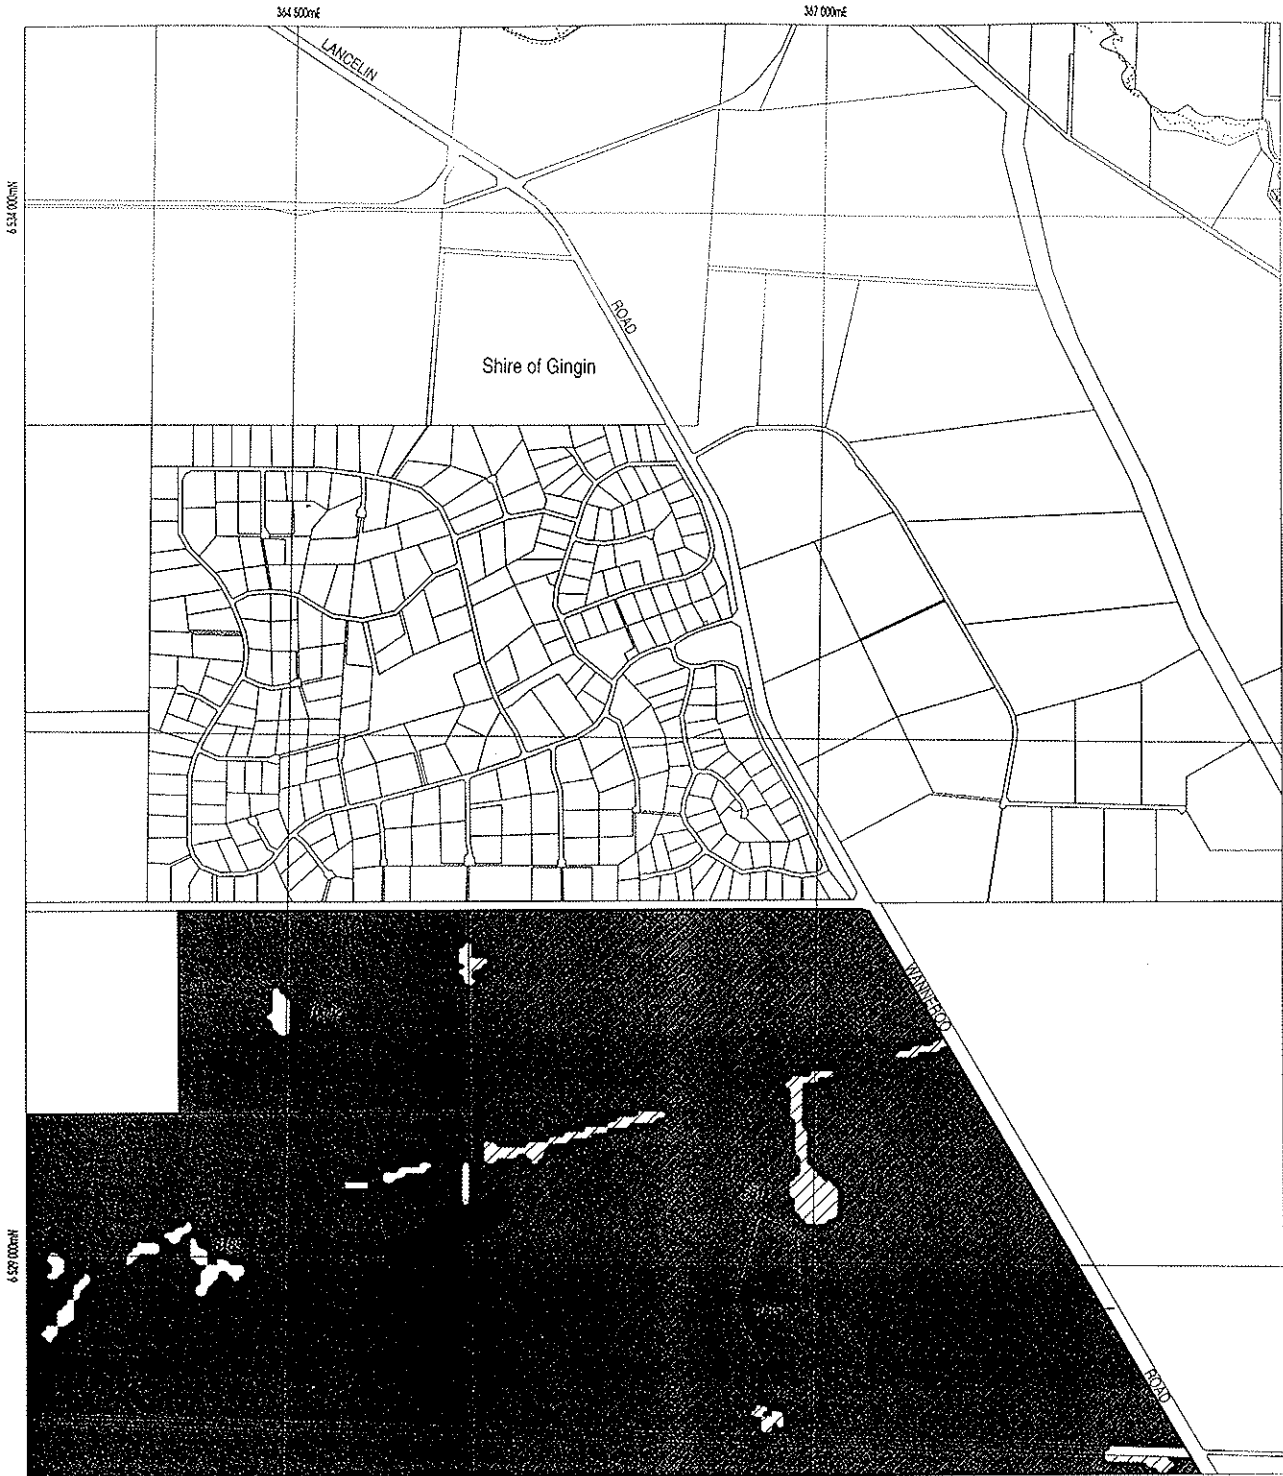 364 500mE
367 000mE
LANCELIN
6 534 000mN
ROAD
Shire of Gingin
WANNEROO
6 529 000mN
ROAD